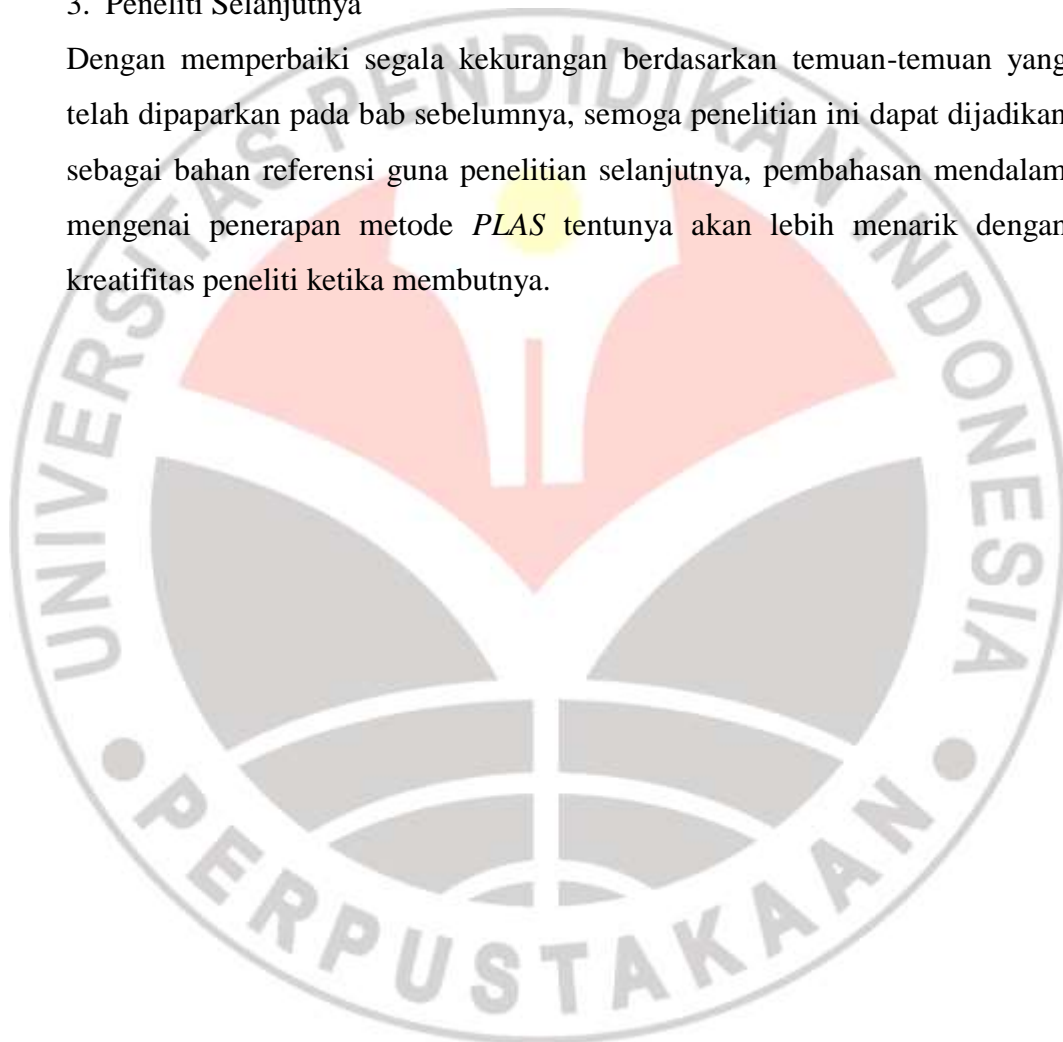 3. Peneliti Selanjutnya
Dengan memperbaiki segala kekurangan berdasarkan temuan-temuan yang
telah dipaparkan pada bab sebelumnya, semoga penelitian ini dapat dijadikan
sebagai bahan referensi guna penelitian selanjutnya, pembahasan mendalam
mengenai penerapan metode PLAS tentunya akan lebih menarik dengan
kreatifitas peneliti ketika membutnya.
UNIVERSITAS PENDIDIKAN INDONESIA
PERPUSTAKAAN